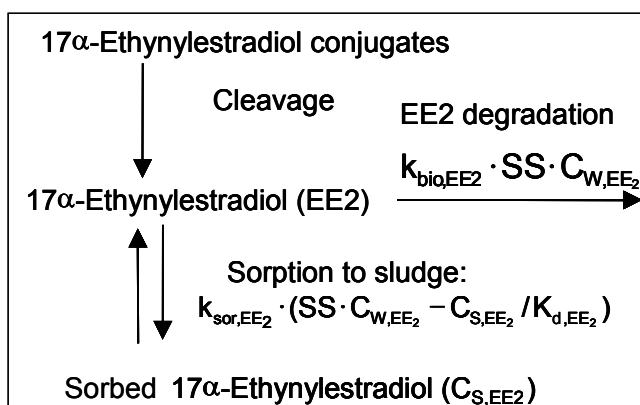 17α-Ethynylestradiol conjugates
Cleavage
EE2 degradation
k_bio,EE2 · SS · C_W,EE₂
17α-Ethynylestradiol (EE2)
Sorption to sludge:
k_sor,EE₂ · (SS · C_W,EE₂ – C_S,EE₂ / K_d,EE₂)
Sorbed 17α-Ethynylestradiol (C_S,EE2)